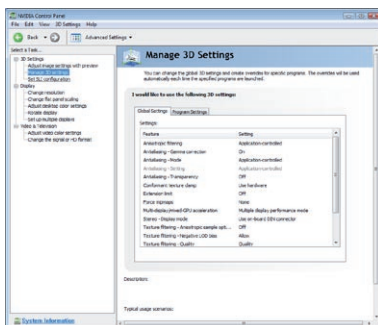 NVIDIA Control Panel
File Edit View 3D Settings Help
Back
Advanced Settings
Select a Task...
3D Settings
Adjust image settings with preview
Manage 3D settings
Set SLI configuration
Display
Change resolution
Change flat panel scaling
Adjust desktop color settings
Rotate display
Set up multiple displays
Video & Television
Adjust video color settings
Change the signal or HD format
System Information
Manage 3D Settings
You can change the global 3D settings and create overrides for specific programs. The overrides will be used
automatically each time the specified programs are launched.
I would like to use the following 3D settings:
Global Settings Program Settings
Settings:
Feature Setting
Anisotropic filtering Application-controlled
Antialiasing - Gamma correction On
Antialiasing - Mode Application-controlled
Antialiasing - Setting Application-controlled
Antialiasing - Transparency Off
Conformant texture clamp Use hardware
Extension limit Off
Force mipmaps None
Multi-display/mixed-GPU acceleration Multiple display performance mode
Stereo - Display mode Use on-board DIN connector
Texture filtering - Anisotropic sample opti... Off
Texture filtering - Negative LOD bias Allow
Texture filtering - Quality Quality
Description:
Typical usage scenarios: